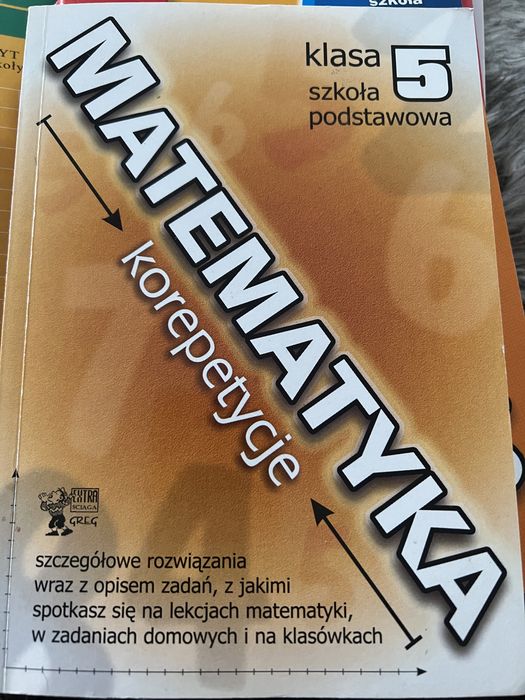 szkoła
klasa 5
szkoła
podstawowa
MATEMATYKA
korepetycje
ŚCIĄGA
GREG
szczegółowe rozwiązania
wraz z opisem zadań, z jakimi
spotkasz się na lekcjach matematyki,
w zadaniach domowych i na klasówkach